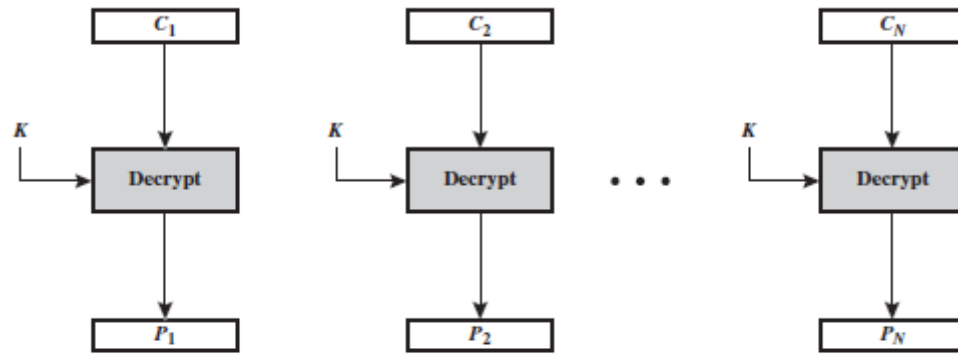 C1 C2 CN
K K K
Decrypt Decrypt • • • Decrypt
P1 P2 PN